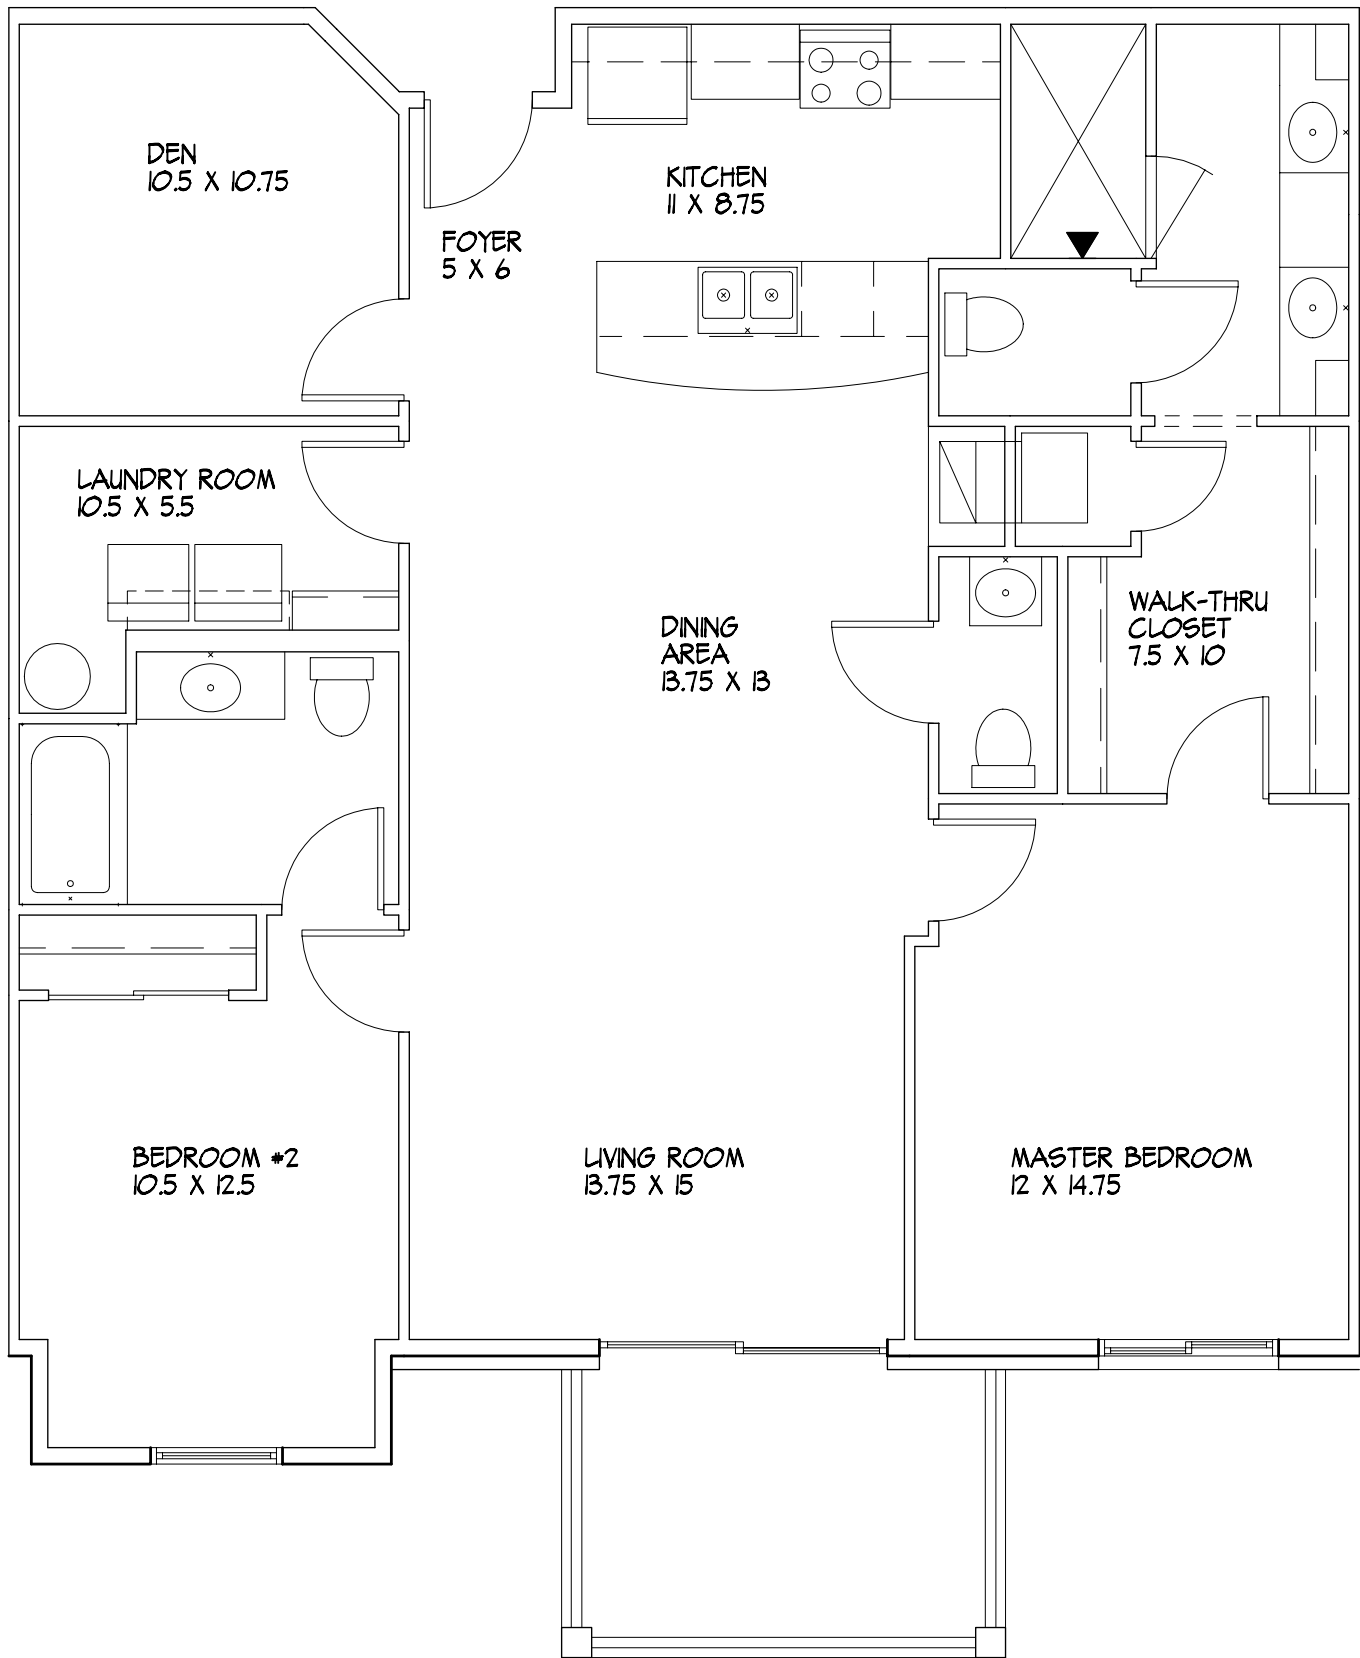 DEN
10.5 X 10.75
KITCHEN
11 X 8.75
FOYER
5 X 6
LAUNDRY ROOM
10.5 X 5.5
DINING
AREA
13.75 X 13
WALK-THRU
CLOSET
7.5 X 10
BEDROOM #2
10.5 X 12.5
LIVING ROOM
13.75 X 15
MASTER BEDROOM
12 X 14.75